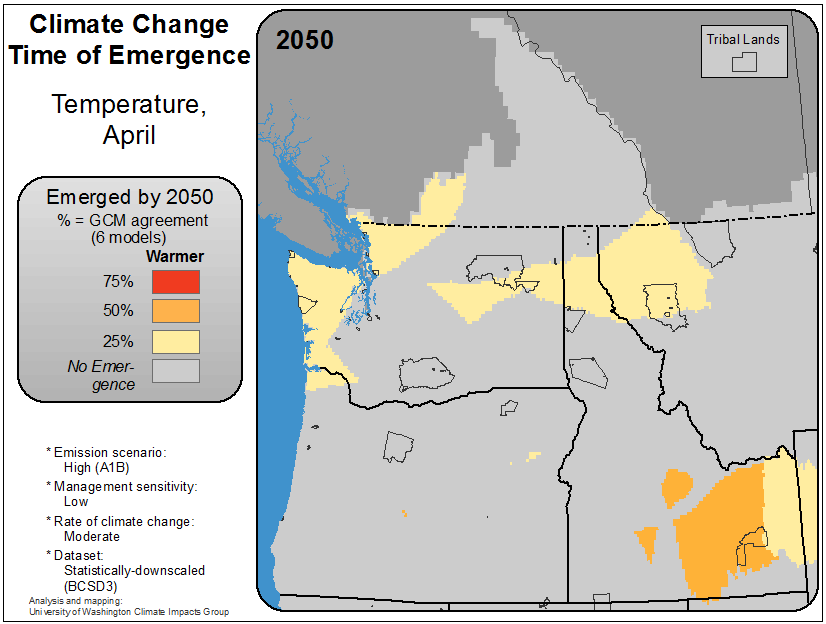 Climate Change
Time of Emergence
Temperature,
April
Emerged by 2050
% = GCM agreement
(6 models)
Warmer
75%
50%
25%
No Emer-
gence
* Emission scenario:
High (A1B)
* Management sensitivity:
Low
* Rate of climate change:
Moderate
* Dataset:
Statistically-downscaled
(BCSD3)
Analysis and mapping:
University of Washington Climate Impacts Group
2050
Tribal Lands